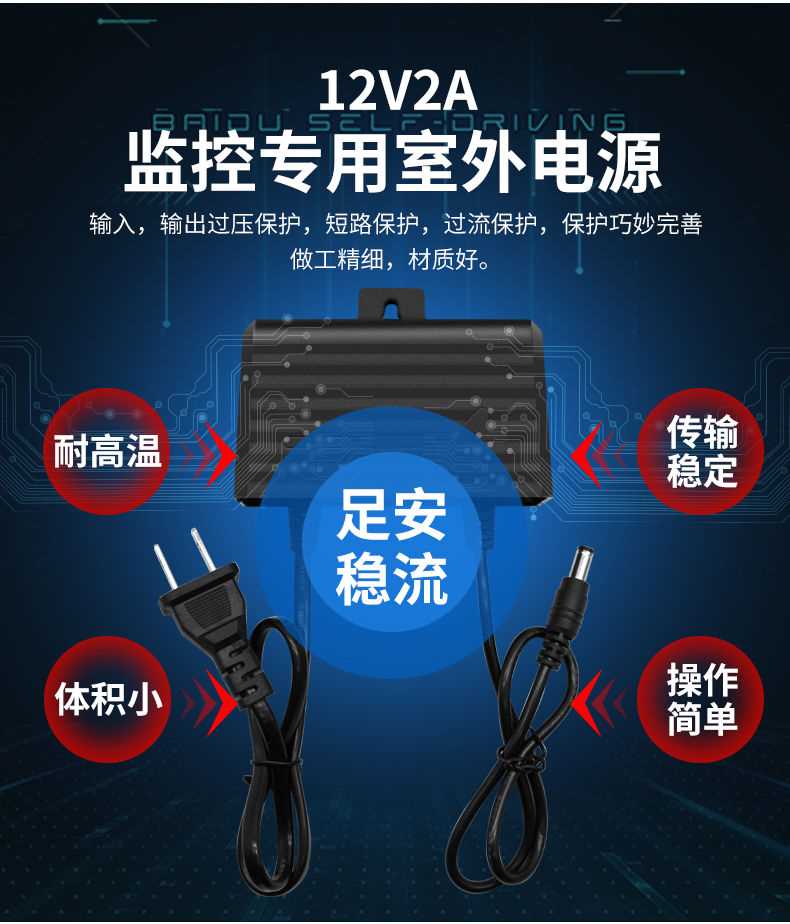 12V2A
BAIDU SELF-DRIVING
监控专用室外电源
输入，输出过压保护，短路保护，过流保护，保护巧妙完善
做工精细，材质好。
耐高温
传输
稳定
足安
稳流
体积小
操作
简单